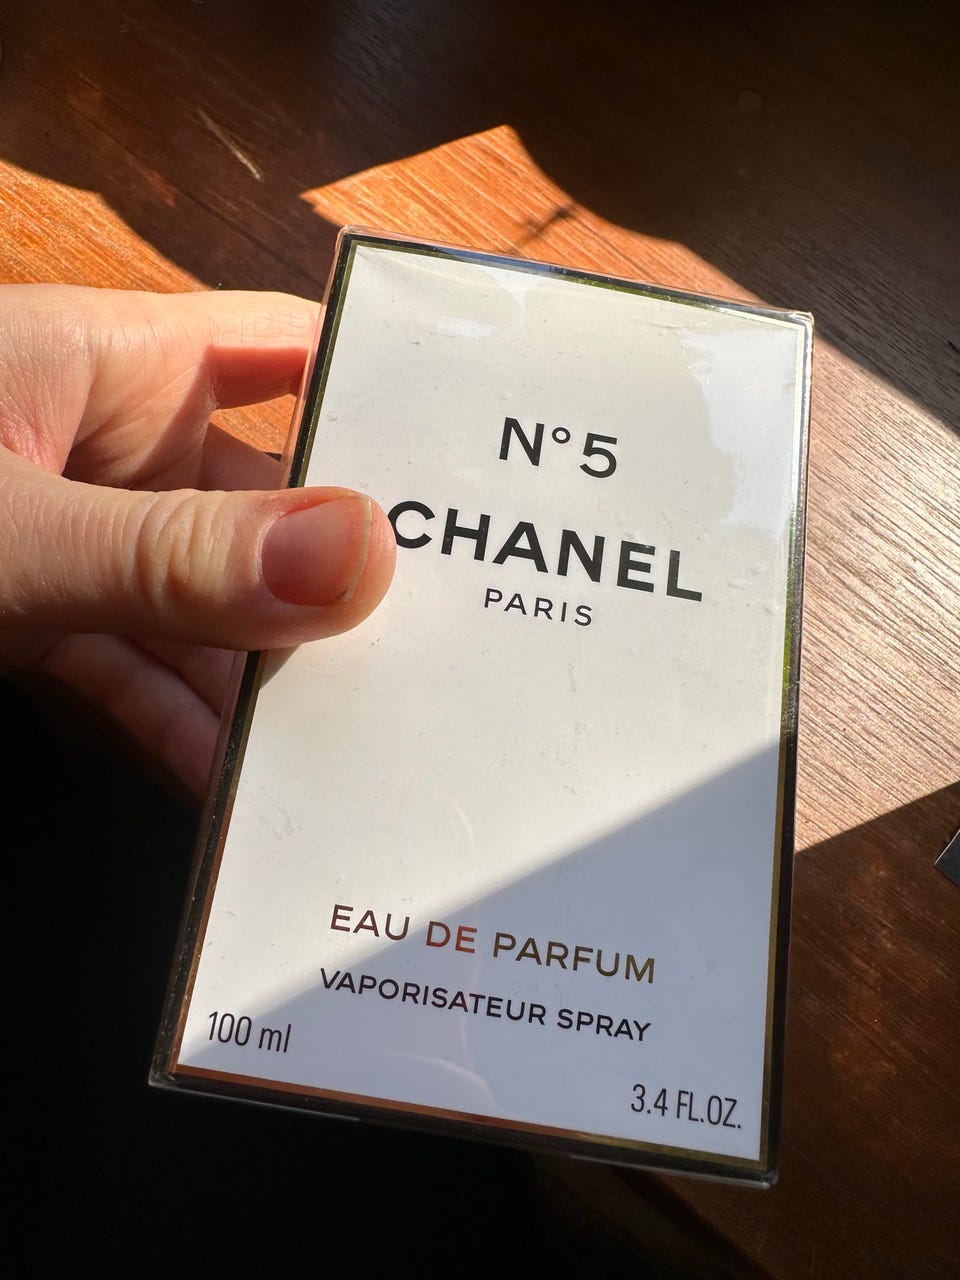 N°5
CHANEL
PARIS
EAU DE PARFUM
VAPORISATEUR SPRAY
100 ml
3.4 FL.OZ.